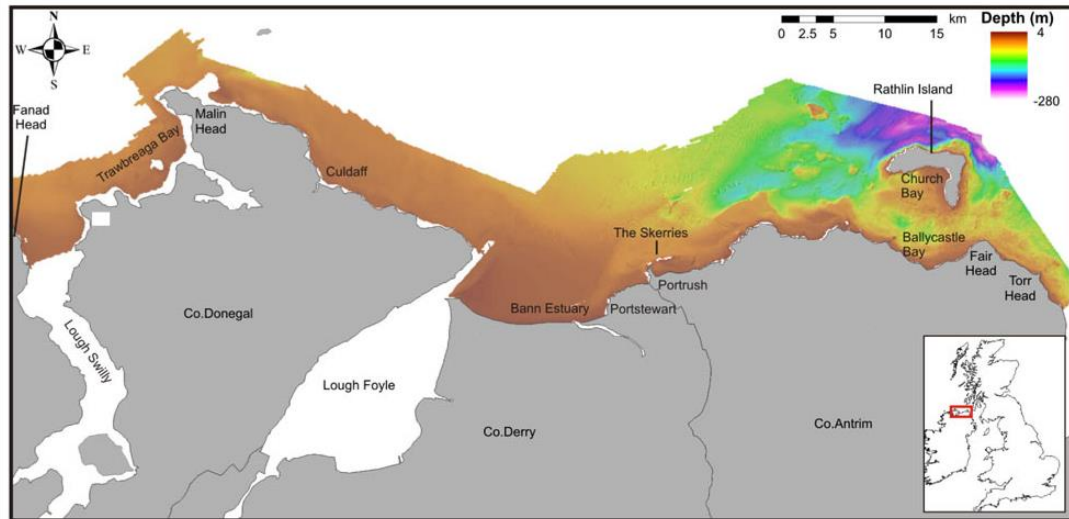 N
W E
S
0 2.5 5 10 15 km
Depth (m)
4
-280
Fanad
Head
Malin
Head
Trawbreaga Bay
Culdaff
Rathlin Island
Church
Bay
The Skerries
Ballycastle
Bay
Fair
Head
Torr
Head
Portrush
Bann Estuary
Portstewart
Co.Donegal
Lough Swilly
Lough Foyle
Co.Derry
Co.Antrim